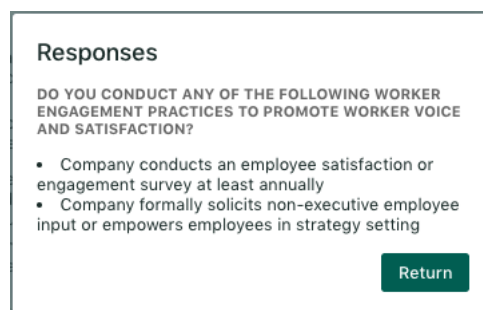 Responses
DO YOU CONDUCT ANY OF THE FOLLOWING WORKER
ENGAGEMENT PRACTICES TO PROMOTE WORKER VOICE
AND SATISFACTION?
• Company conducts an employee satisfaction or
engagement survey at least annually
• Company formally solicits non-executive employee
input or empowers employees in strategy setting
Return